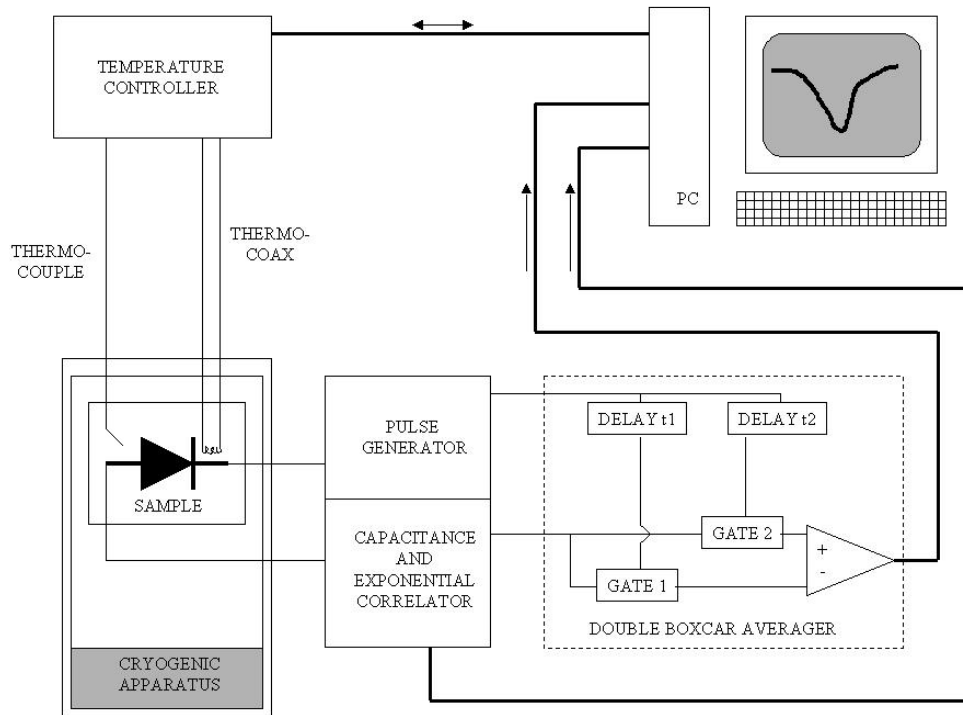 TEMPERATURE
CONTROLLER
PC
THERMO-
COUPLE
THERMO-
COAX
PULSE
GENERATOR
DELAY t1
DELAY t2
SAMPLE
CAPACITANCE
AND
EXPONENTIAL
CORRELATOR
GATE 2
+
-
GATE 1
DOUBLE BOXCAR AVERAGER
CRYOGENIC
APPARATUS